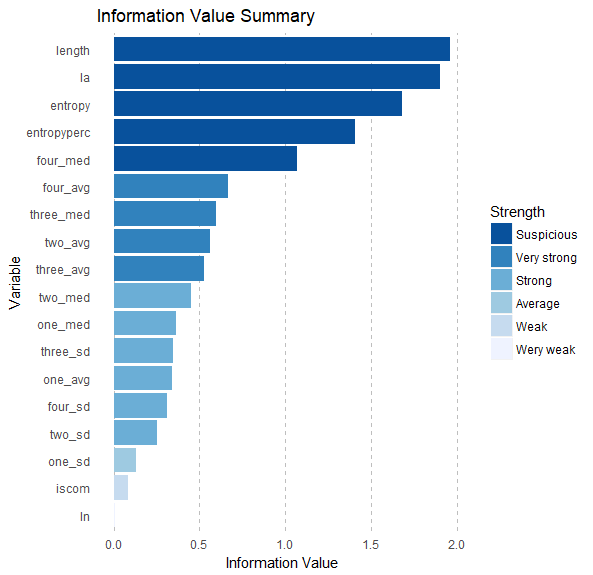 Information Value Summary
length
la
entropy
entropyperc
four_med
four_avg
three_med
two_avg
three_avg
two_med
one_med
three_sd
one_avg
four_sd
two_sd
one_sd
iscom
ln
Variable
0.0 0.5 1.0 1.5 2.0
Information Value
Strength
Suspicious
Very strong
Strong
Average
Weak
Wery weak